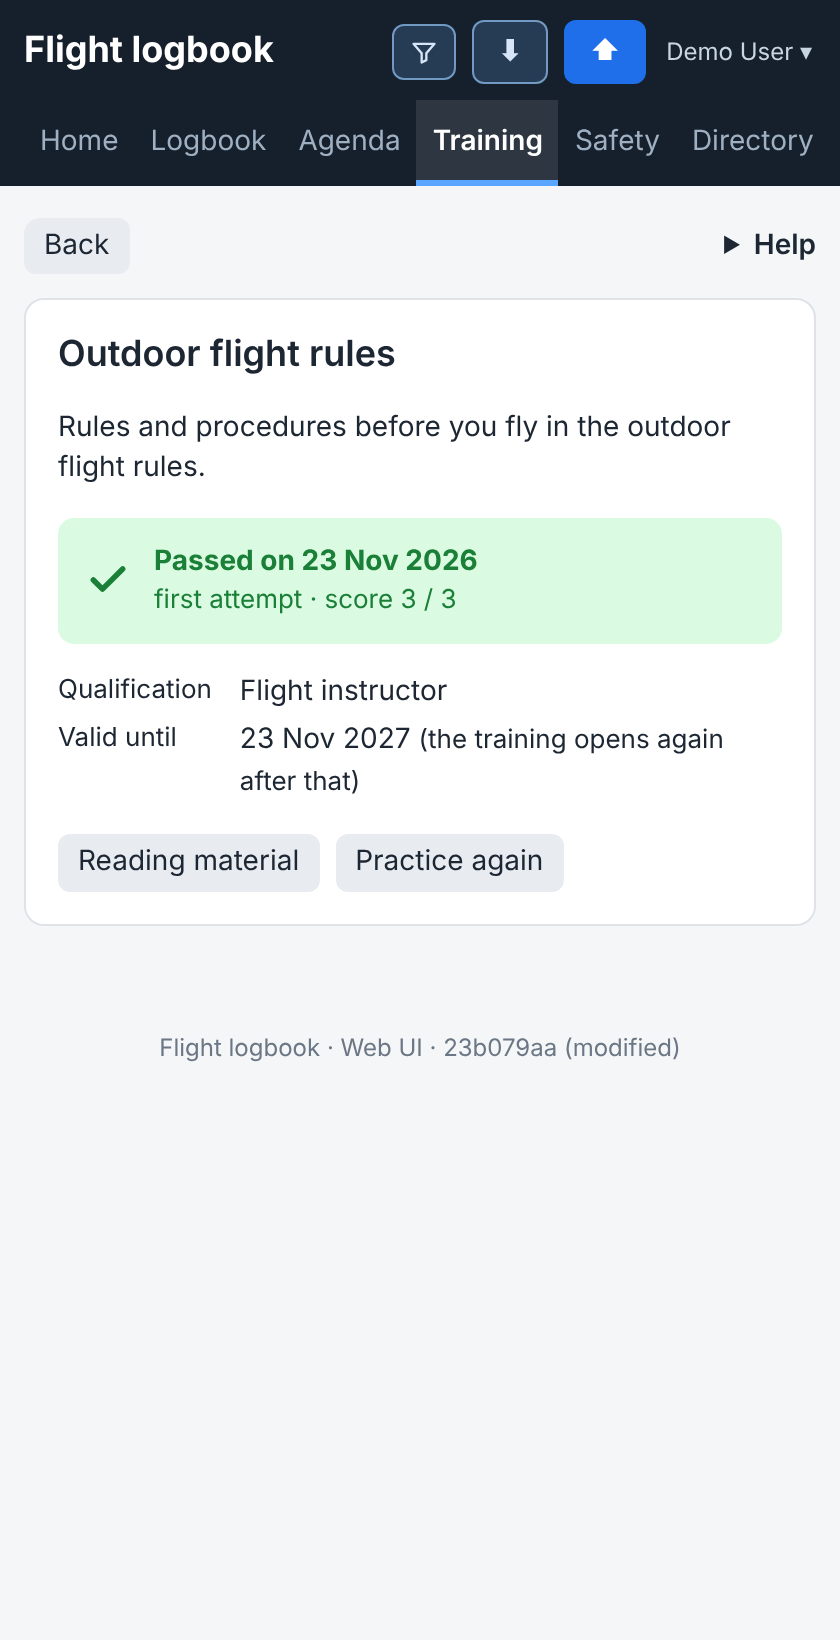 Flight logbook
Demo User ▾
Home Logbook Agenda Training Safety Directory
Back
▶ Help
Outdoor flight rules
Rules and procedures before you fly in the outdoor
flight rules.
Passed on 23 Nov 2026
first attempt · score 3 / 3
Qualification Flight instructor
Valid until 23 Nov 2027 (the training opens again
after that)
Reading material Practice again
Flight logbook · Web UI · 23b079aa (modified)